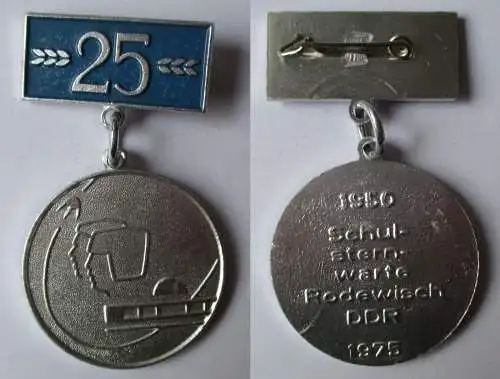 25
1950
Schul-
stern-
warte
Rodewisch
DDR
1975